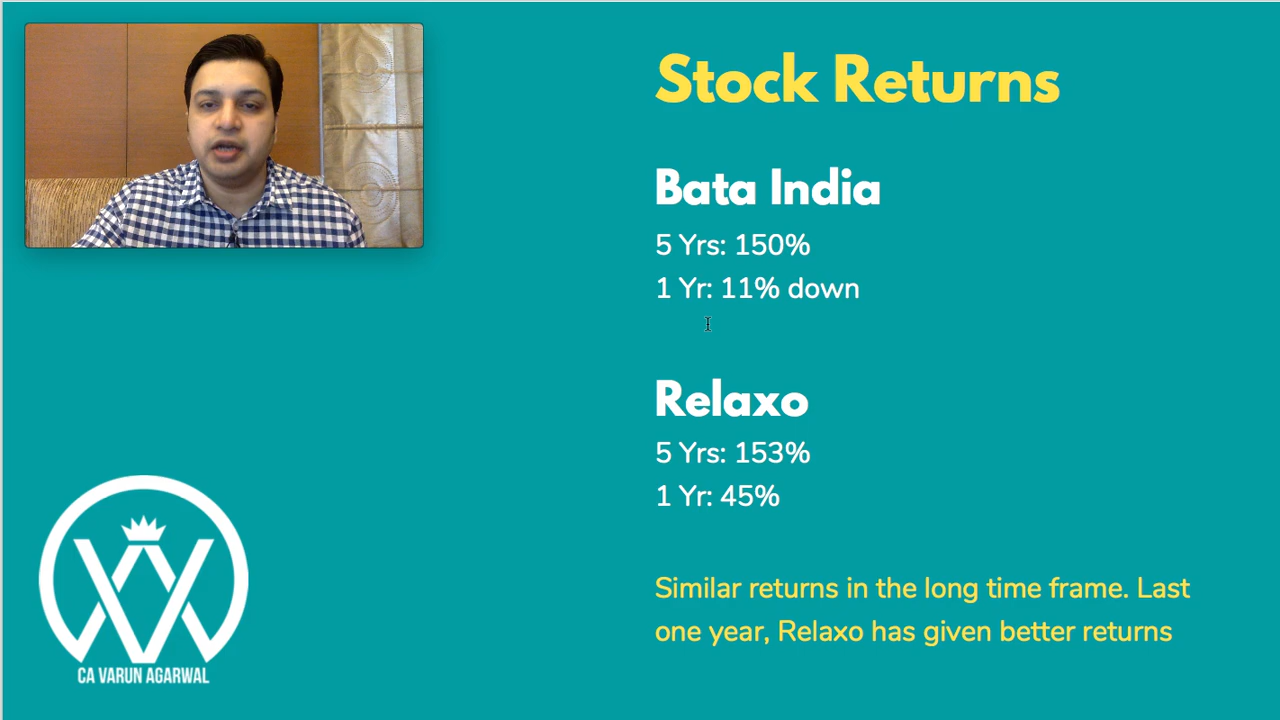 Stock Returns
Bata India
5 Yrs: 150%
1 Yr: 11% down
Relaxo
5 Yrs: 153%
1 Yr: 45%
Similar returns in the long time frame. Last
one year, Relaxo has given better returns
CA VARUN AGARWAL